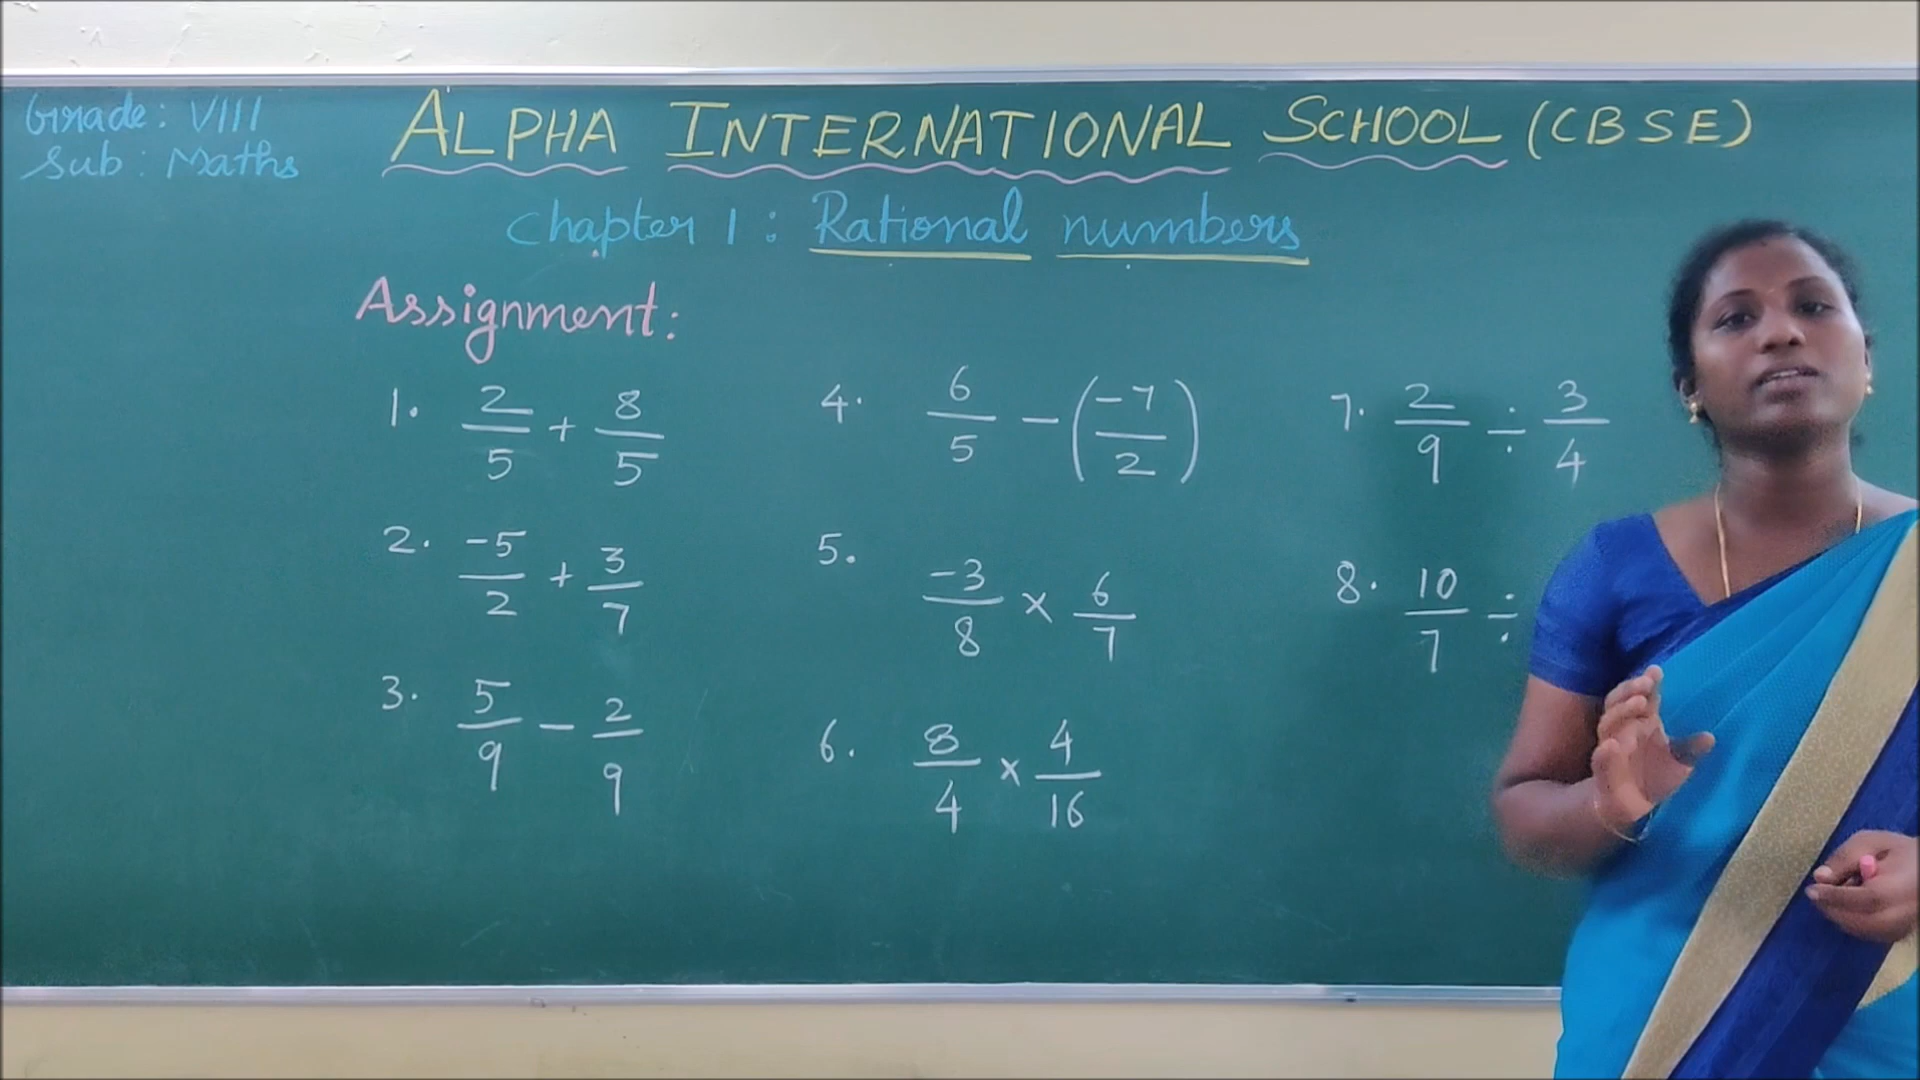 Grade: VIII
Sub: Maths
ALPHA INTERNATIONAL SCHOOL (CBSE)
Chapter 1: Rational numbers
Assignment:
1. 2/5 + 8/5
2. -5/2 + 3/7
3. 5/9 - 2/9
4. 6/5 - (-7/2)
5. -3/8 × 6/7
6. 8/4 × 4/16
7. 2/9 ÷ 3/4
8. 10/7 ÷